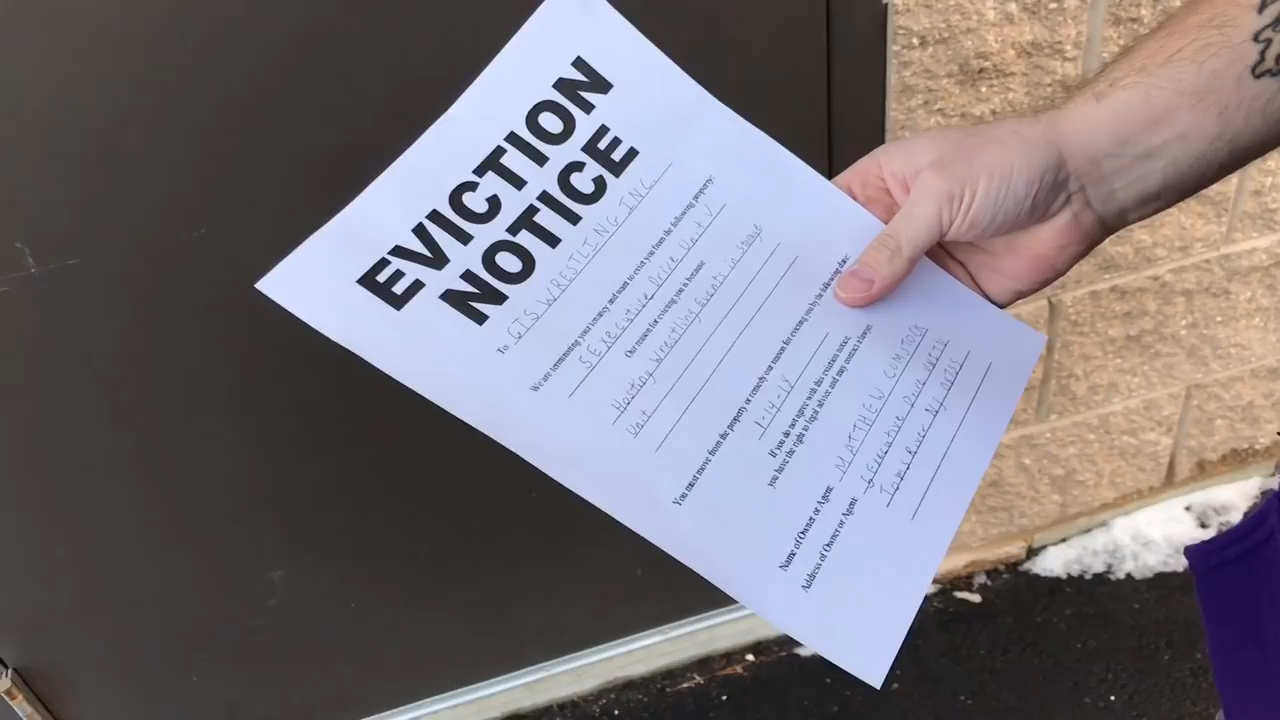 EVICTION
NOTICE
To: GTS WRESTLING INC.
We are terminating your tenancy and want to evict you from the following property:
5 Executive Drive Unit V
Our reason for evicting you is because
Hosting Wrestling Events in Storage
Unit
You must move from the property or remedy our reason for evicting you by the following date:
1-14-18
If you do not agree with this eviction notice,
you have the right to legal advice and may contact a lawyer.
Name of Owner or Agent: MATTHEW COMSTOCK
Address of Owner or Agent: 5 Executive Drive UNIT V
Toms River NJ